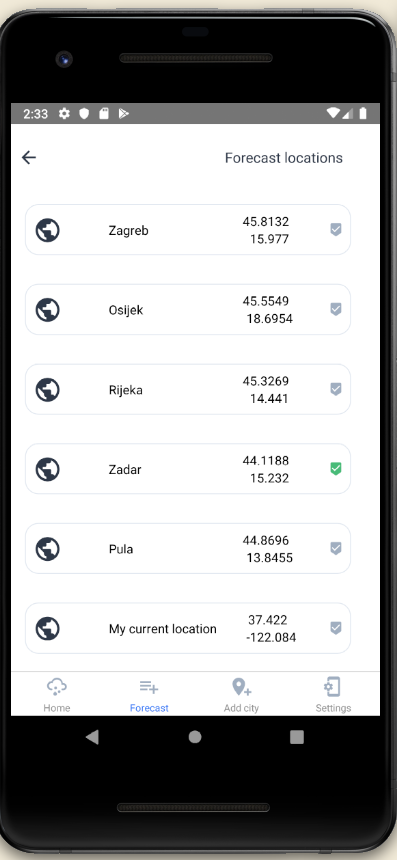 2:33
Forecast locations
Zagreb
45.8132
15.977
Osijek
45.5549
18.6954
Rijeka
45.3269
14.441
Zadar
44.1188
15.232
Pula
44.8696
13.8455
My current location
37.422
-122.084
Home
Forecast
Add city
Settings